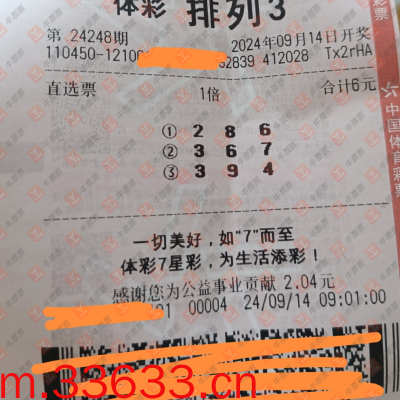 体彩 排列3
第 24248期 2024年09月14日开奖
110450-12106 62839 412028 Tx2rHA
直选票 1倍 合计6元
① 2 8 6
② 3 6 7
③ 3 9 4
一切美好，如“7”而至
体彩7星彩，为生活添彩！
感谢您为公益事业贡献 2.04元
01 00004 24/09/14 09:01:00
中国体育彩票
彩票
m.33633.cn